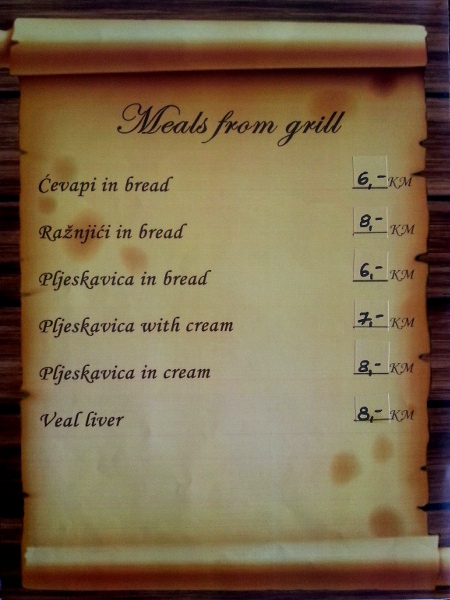 Meals from grill
Ćevapi in bread 6,- KM
Ražnjići in bread 8,- KM
Pljeskavica in bread 6,- KM
Pljeskavica with cream 7,- KM
Pljeskavica in cream 8,- KM
Veal liver 8,- KM